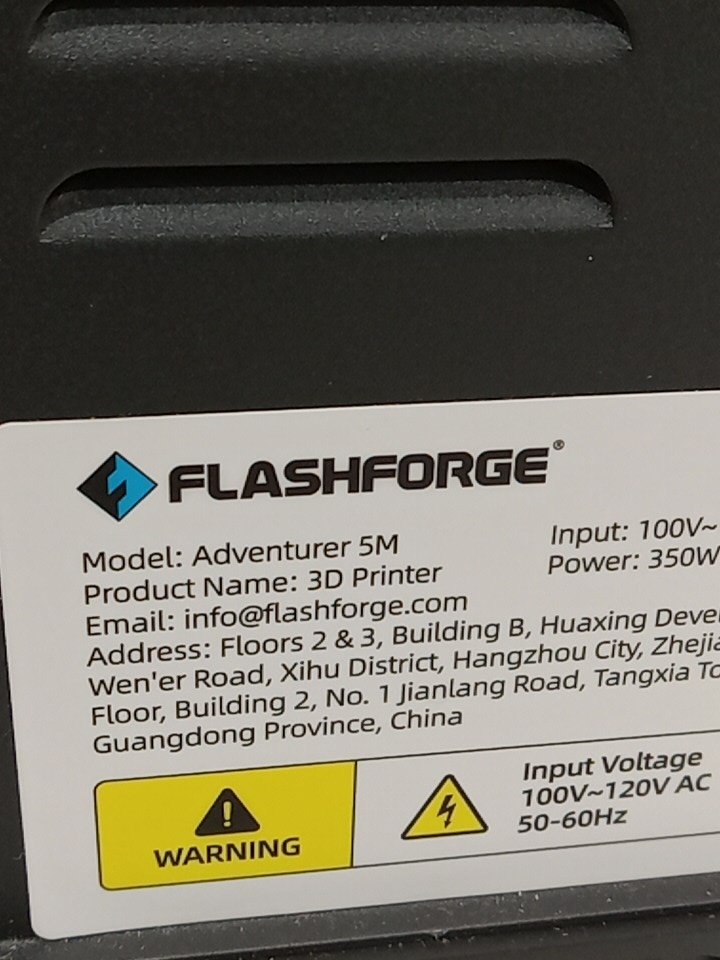 FLASHFORGE®
Model: Adventurer 5M
Product Name: 3D Printer
Email: info@flashforge.com
Input: 100V~
Power: 350W
Address: Floors 2 & 3, Building B, Huaxing
Wen'er Road, Xihu District, Hangzhou City,
Floor, Building 2, No. 1 Jianlang Road, Tangxia
Guangdong Province, China
WARNING
Input Voltage
100V~120V AC
50-60Hz